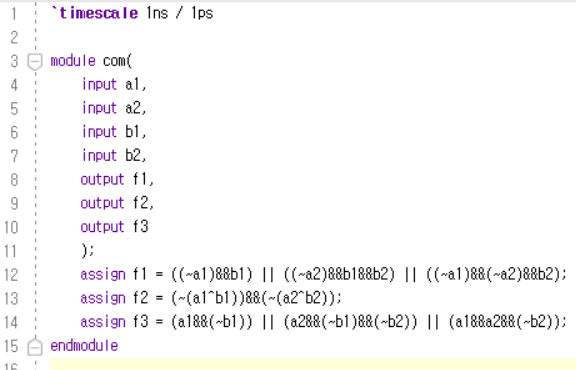 1 `timescale 1ns / 1ps
2
3 module com(
4 input a1,
5 input a2,
6 input b1,
7 input b2,
8 output f1,
9 output f2,
10 output f3
11 );
12 assign f1 = ((~a1)&&b1) || ((~a2)&&b1&&b2) || ((~a1)&&(~a2)&&b2);
13 assign f2 = (~(a1^b1))&&(~(a2^b2));
14 assign f3 = (a1&&(~b1)) || (a2&&(~b1)&&(~b2)) || (a1&&a2&&(~b2));
15 endmodule
16